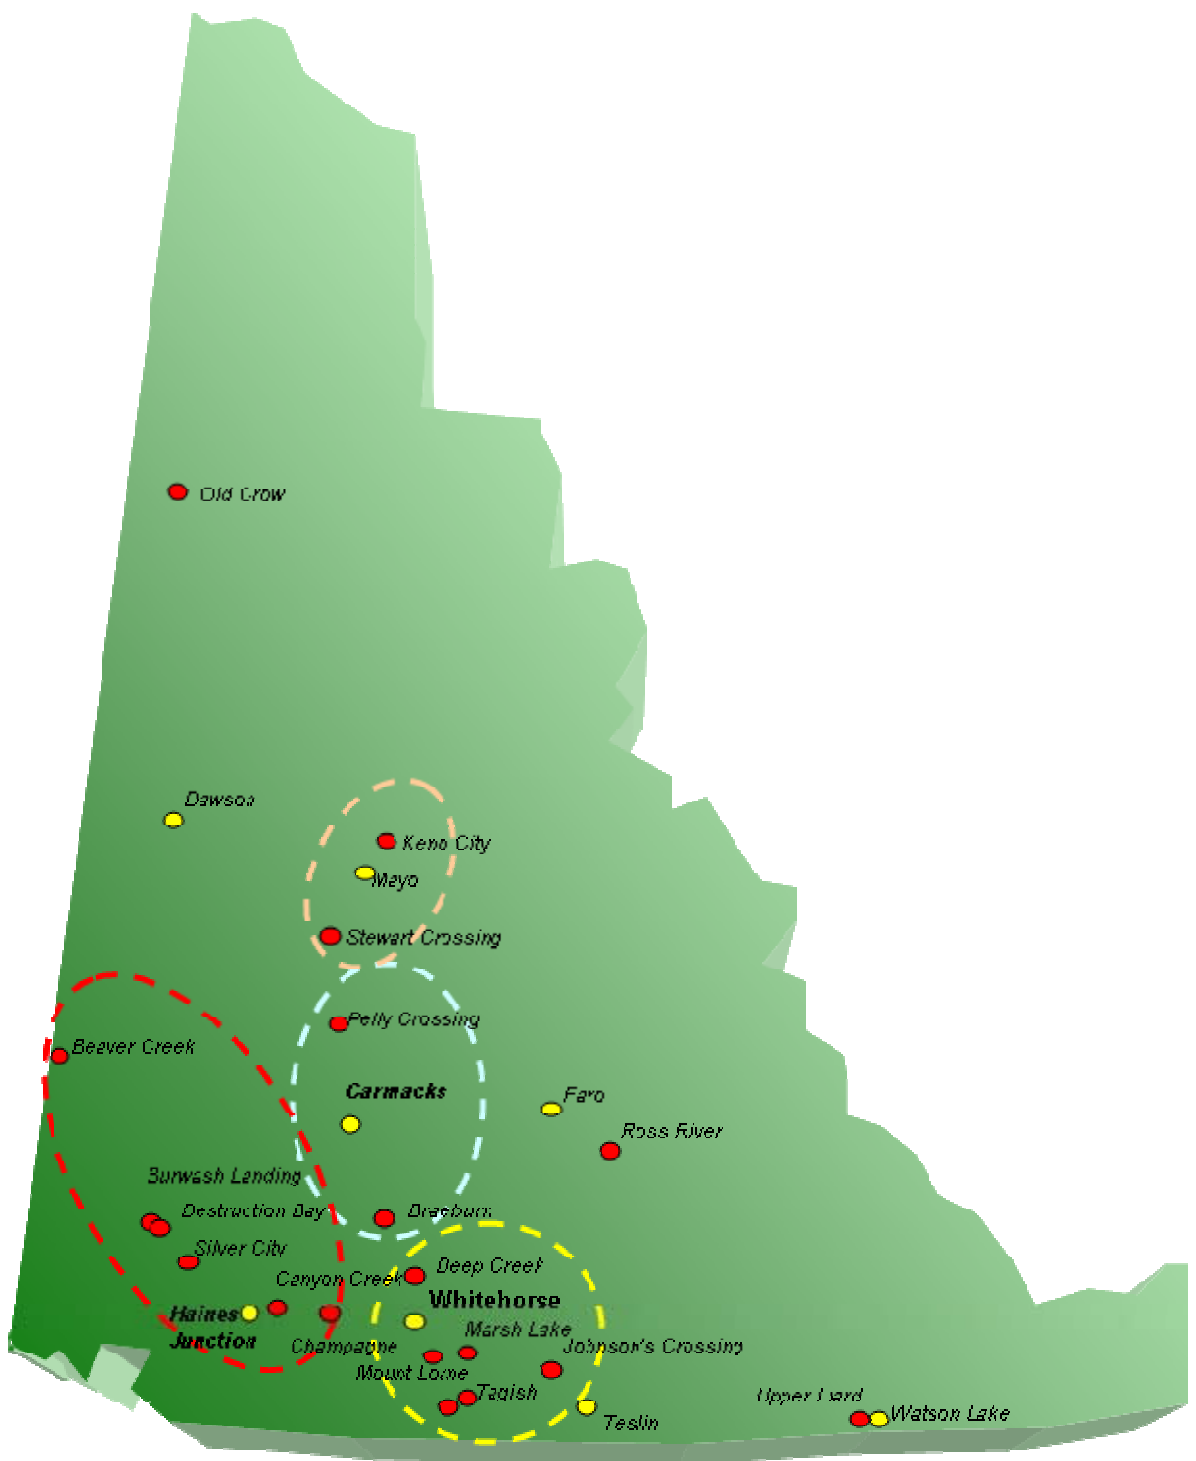 Old Crow
Dawson
Keno City
Mayo
Stewart Crossing
Pelly Crossing
Beaver Creek
Carmacks
Faro
Ross River
Burwash Landing
Destruction Bay
Braeburn
Silver City
Deep Creek
Canyon Creek
Whitehorse
Haines
Junction
Marsh Lake
Champagne
Johnson's Crossing
Mount Lorne
Tagish
Upper Liard
Watson Lake
Teslin